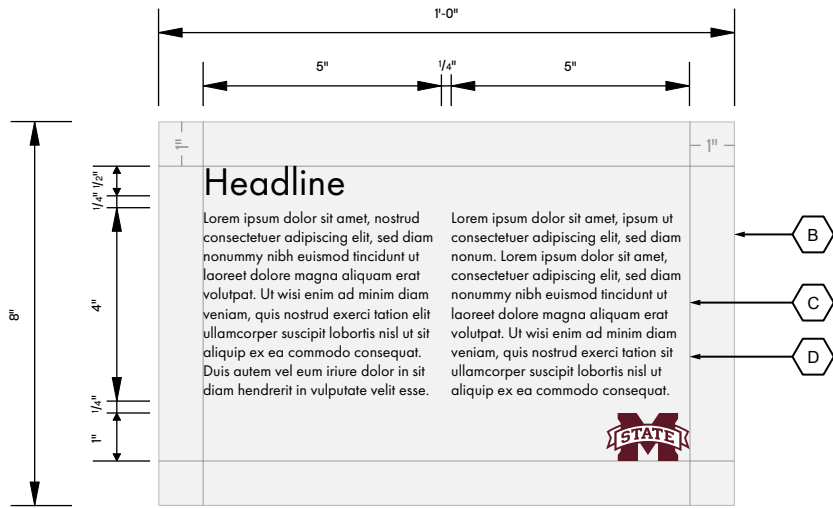 1'-0"
5"
1/4"
5"
1"
1"
8"
1/2"
1/4"
4"
1/4"
1"
Headline
Lorem ipsum dolor sit amet, nostrud
consectetuer adipiscing elit, sed diam
nonummy nibh euismod tincidunt ut
laoreet dolore magna aliquam erat
volutpat. Ut wisi enim ad minim diam
veniam, quis nostrud exerci tation elit
ullamcorper suscipit lobortis nisl ut sit
aliquip ex ea commodo consequat.
Duis autem vel eum iriure dolor in sit
diam hendrerit in vulputate velit esse.
Lorem ipsum dolor sit amet, ipsum ut
consectetuer adipiscing elit, sed diam
nonum. Lorem ipsum dolor sit amet,
consectetuer adipiscing elit, sed diam
nonummy nibh euismod tincidunt ut
laoreet dolore magna aliquam erat
volutpat. Ut wisi enim ad minim diam
veniam, quis nostrud exerci tation sit
ullamcorper suscipit lobortis nisl ut
aliquip ex ea commodo consequat.
M
STATE
B
C
D